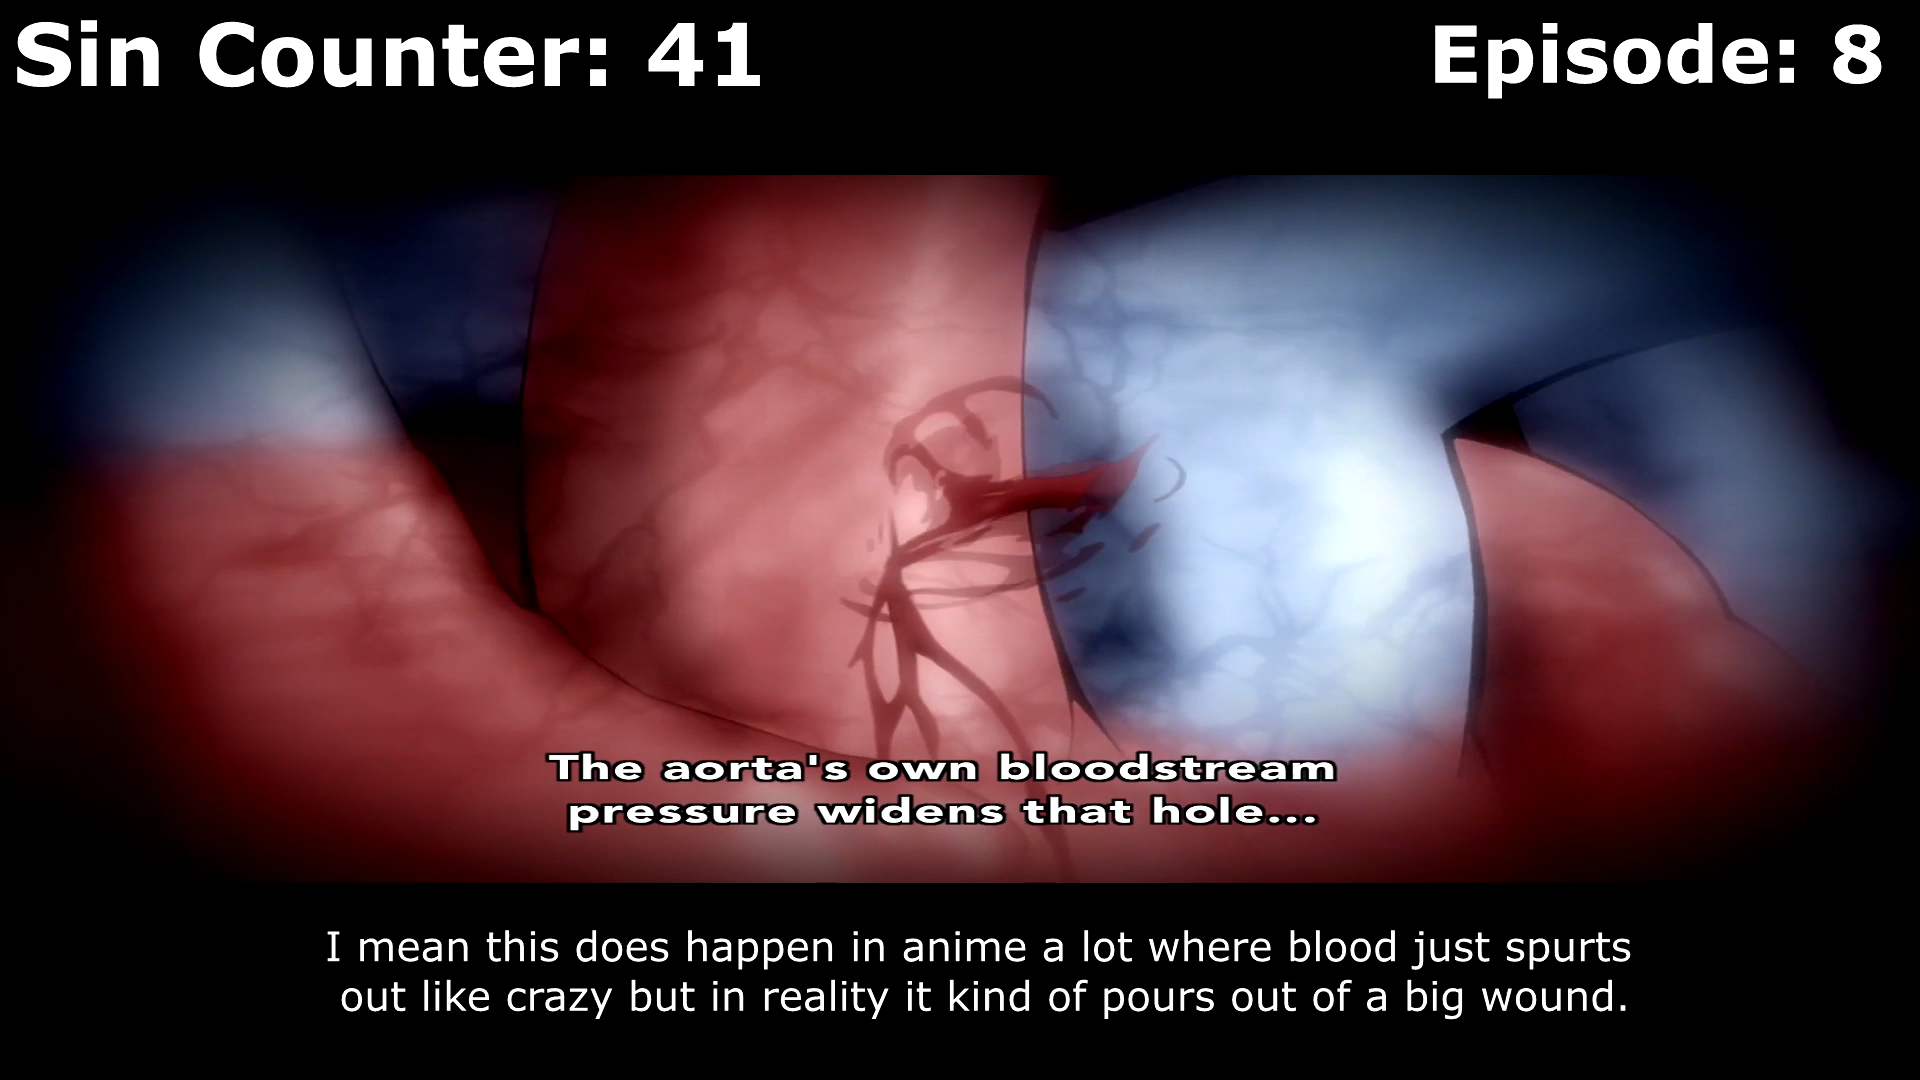 Sin Counter: 41
Episode: 8
The aorta's own bloodstream
pressure widens that hole...
I mean this does happen in anime a lot where blood just spurts
out like crazy but in reality it kind of pours out of a big wound.